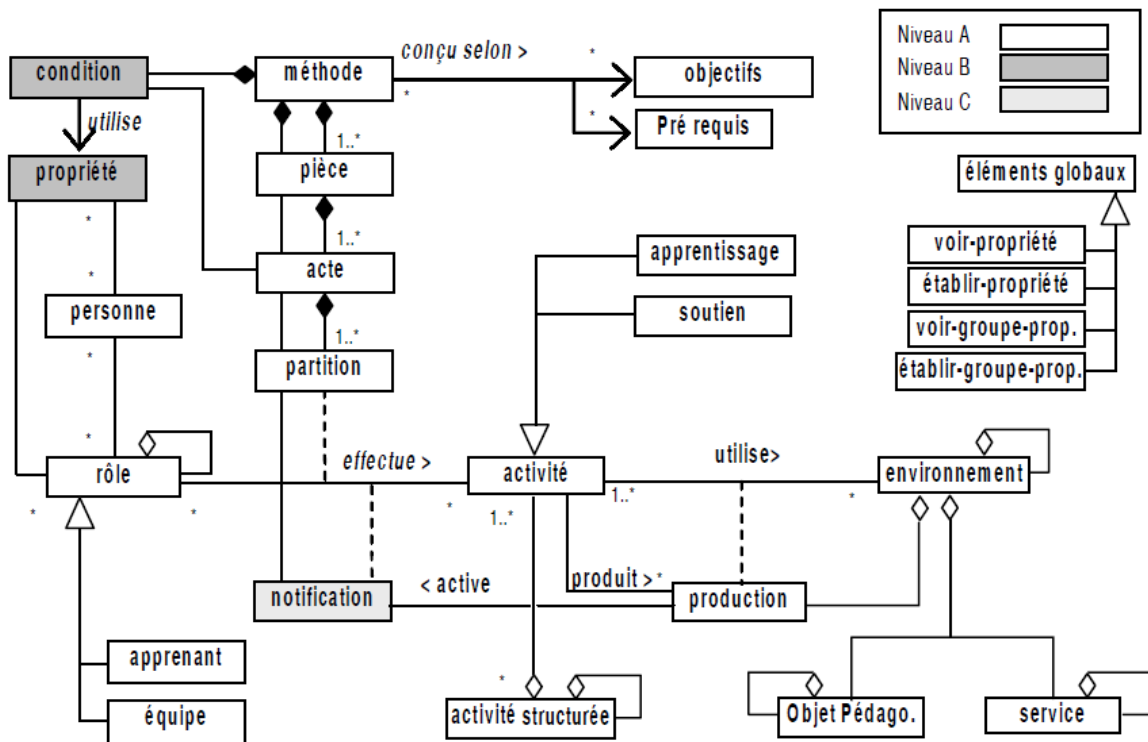 condition
méthode
conçu selon >
*
*
objectifs
Niveau A
Niveau B
Niveau C
utilise
1..*
*
Pré requis
propriété
pièce
éléments globaux
*
1..*
voir-propriété
*
acte
apprentissage
établir-propriété
personne
soutien
voir-groupe-prop.
*
1..*
partition
établir-groupe-prop.
*
rôle
effectue >
activité
utilise>
environnement
*
*
*
1..*
1..*
*
notification
< active
produit >
*
production
apprenant
*
équipe
activité structurée
Objet Pédago.
service